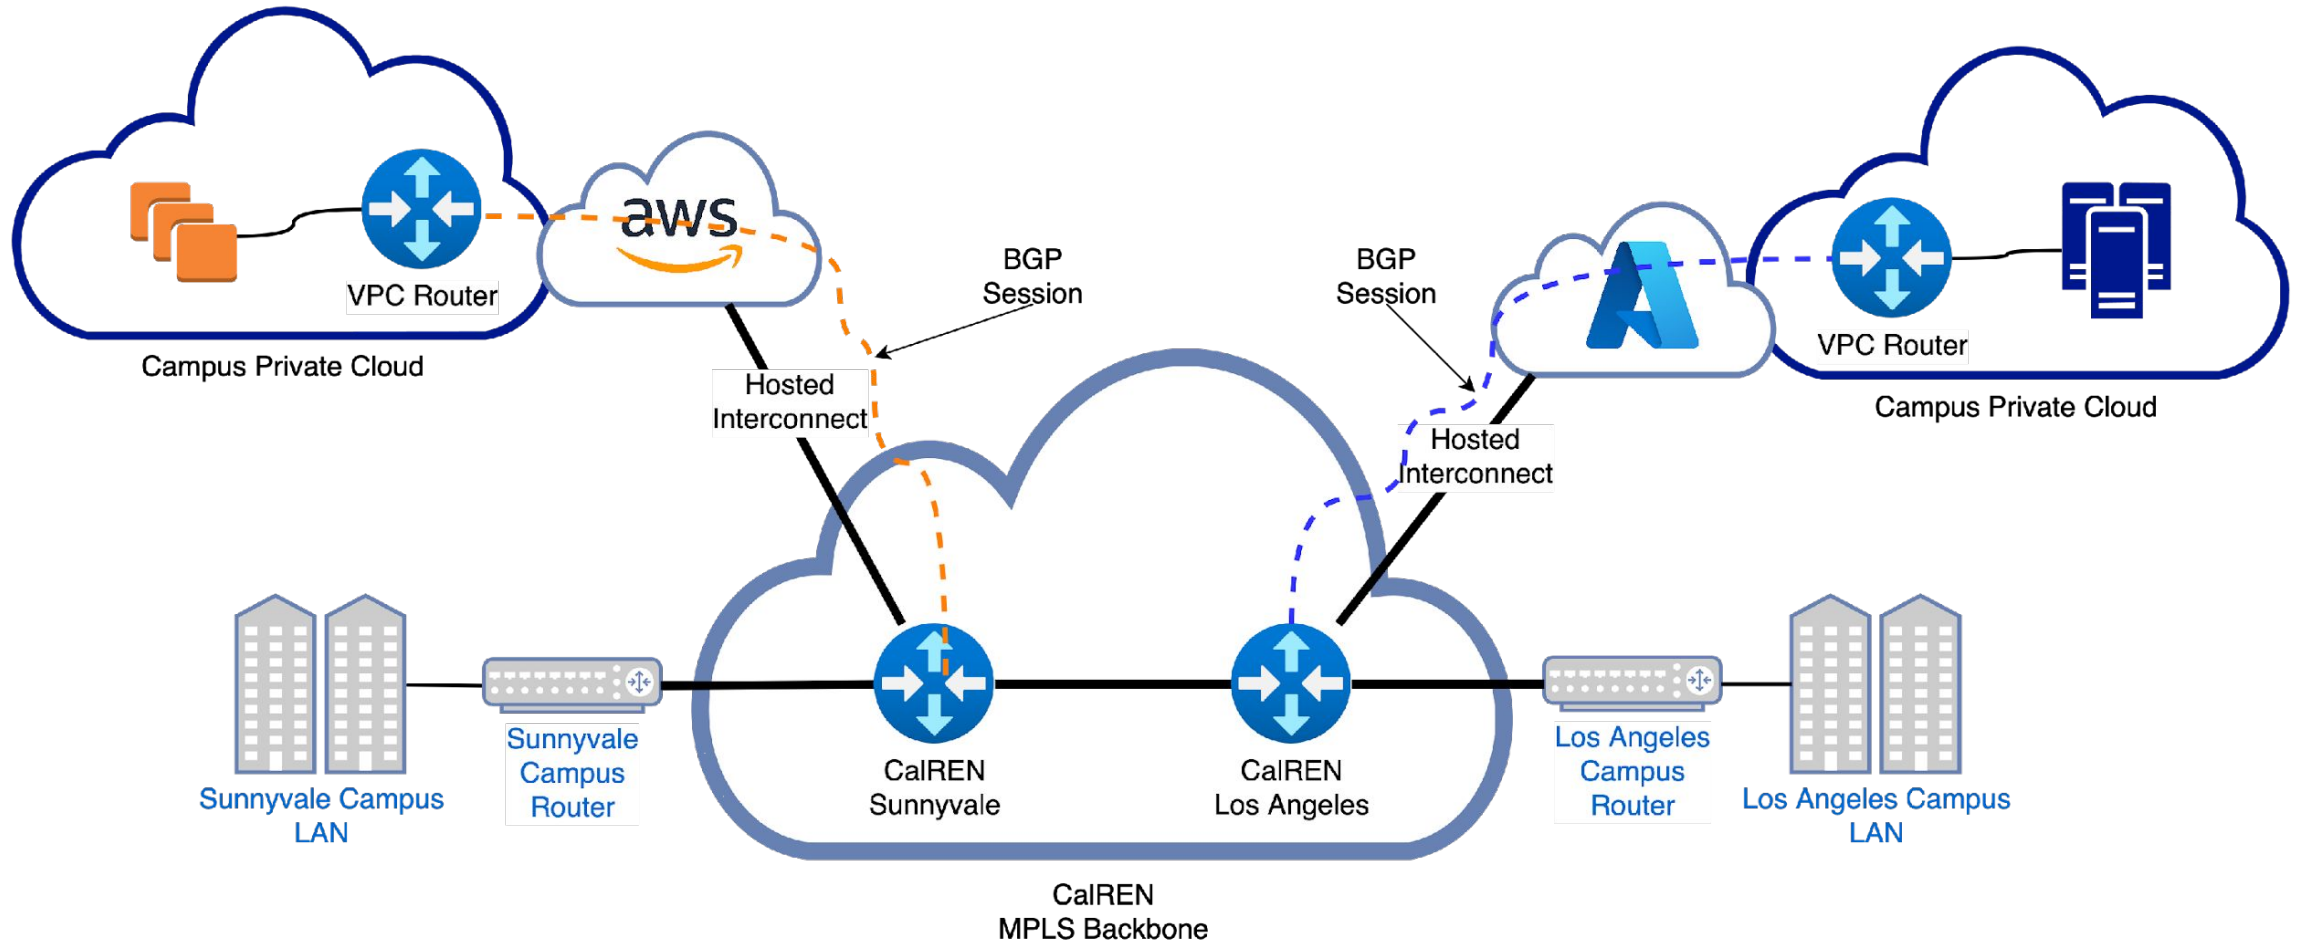 aws
VPC Router
Campus Private Cloud
BGP
Session
BGP
Session
VPC Router
Campus Private Cloud
Hosted
Interconnect
Hosted
Interconnect
Sunnyvale
Campus
Router
Sunnyvale Campus
LAN
CalREN
Sunnyvale
CalREN
Los Angeles
Los Angeles
Campus
Router
Los Angeles Campus
LAN
CalREN
MPLS Backbone